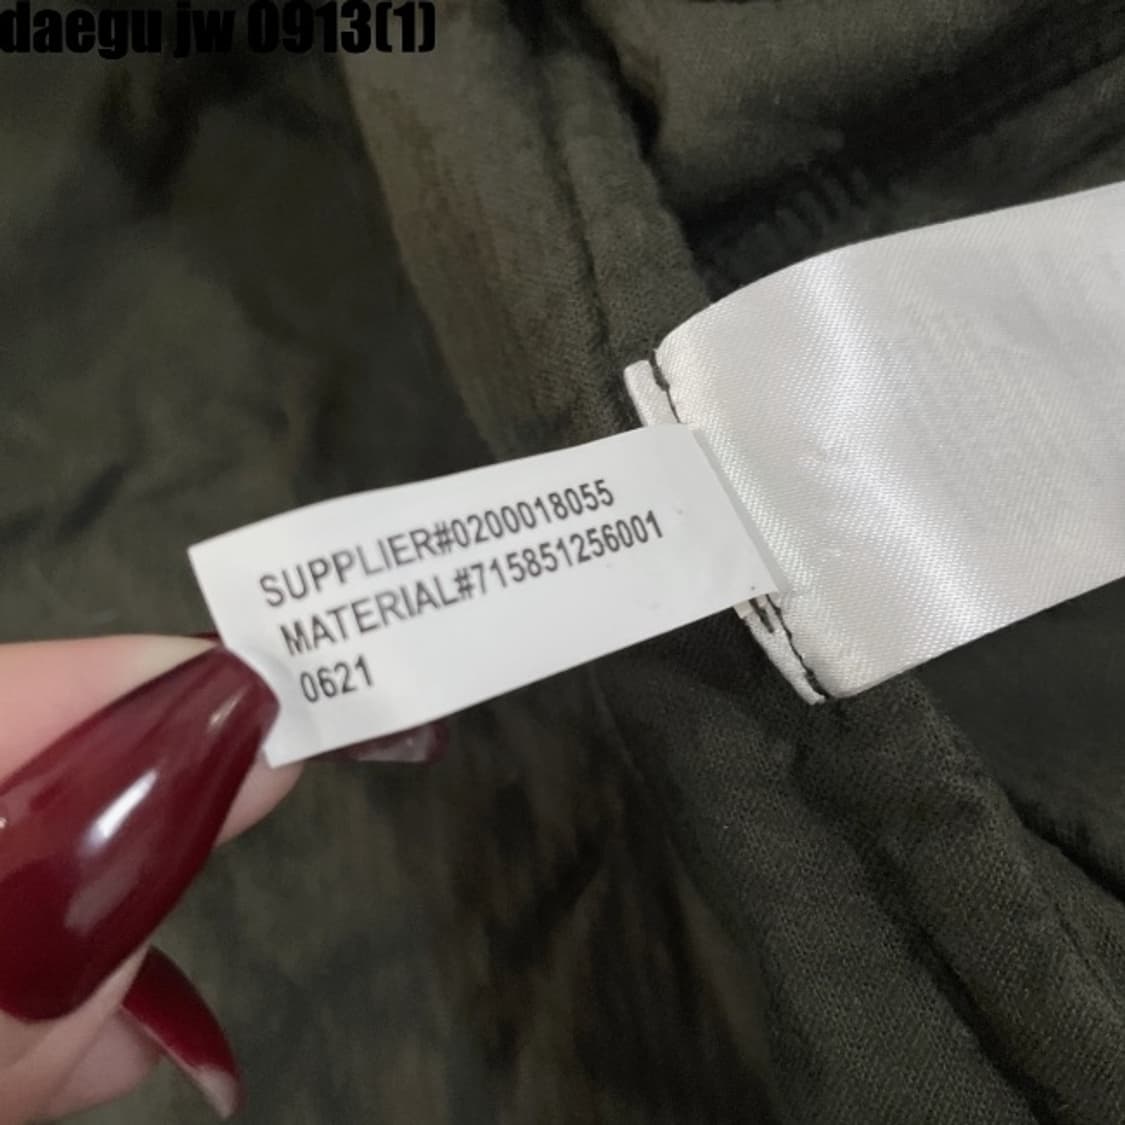 daegu jw 0913(1)
SUPPLIER#0200018055
MATERIAL#715851256001
0621